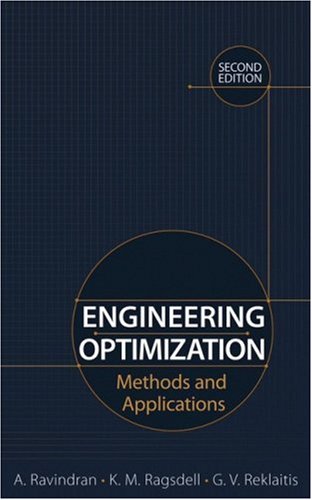 SECOND
EDITION
ENGINEERING
OPTIMIZATION
Methods and
Applications
A. Ravindran • K. M. Ragsdell • G. V. Reklaitis